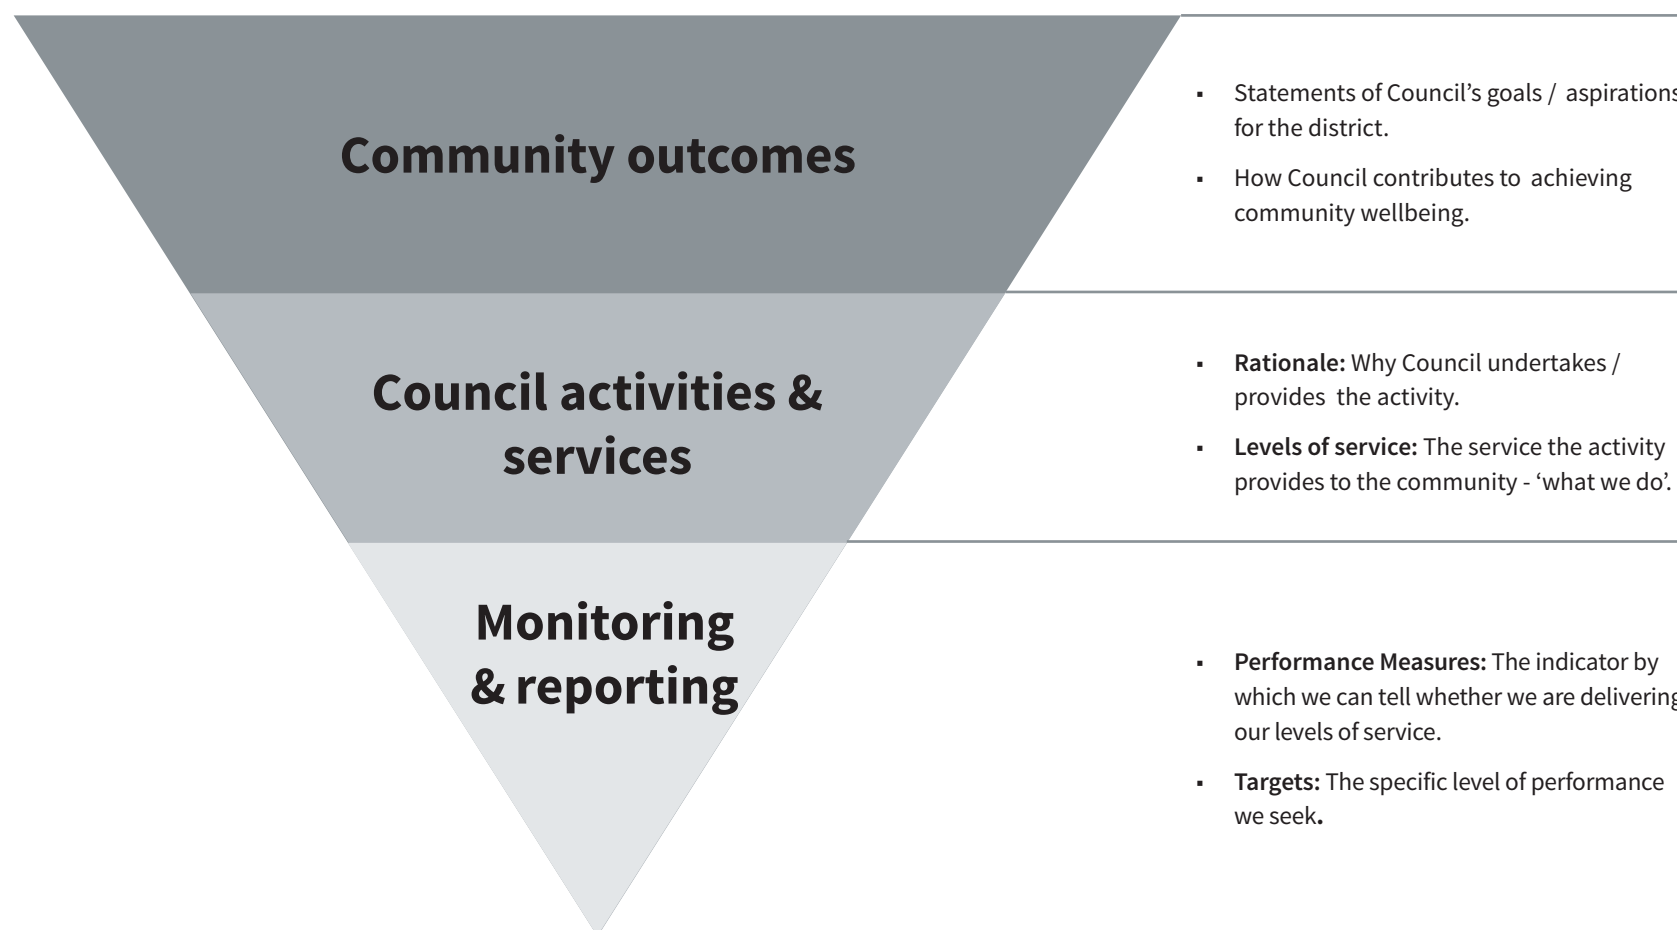 Community outcomes
▪ Statements of Council’s goals / aspirations
for the district.
▪ How Council contributes to achieving
community wellbeing.
Council activities &
services
▪ Rationale: Why Council undertakes /
provides the activity.
▪ Levels of service: The service the activity
provides to the community - ‘what we do’.
Monitoring
& reporting
▪ Performance Measures: The indicator by
which we can tell whether we are delivering
our levels of service.
▪ Targets: The specific level of performance
we seek.